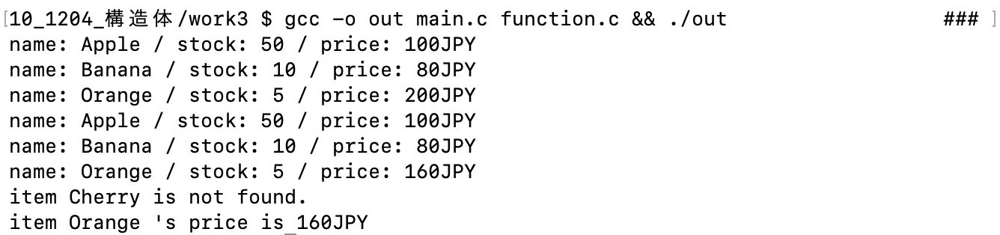 [10_1204_構造体/work3 $ gcc -o out main.c function.c && ./out ### ]
name: Apple / stock: 50 / price: 100JPY
name: Banana / stock: 10 / price: 80JPY
name: Orange / stock: 5 / price: 200JPY
name: Apple / stock: 50 / price: 100JPY
name: Banana / stock: 10 / price: 80JPY
name: Orange / stock: 5 / price: 160JPY
item Cherry is not found.
item Orange 's price is 160JPY